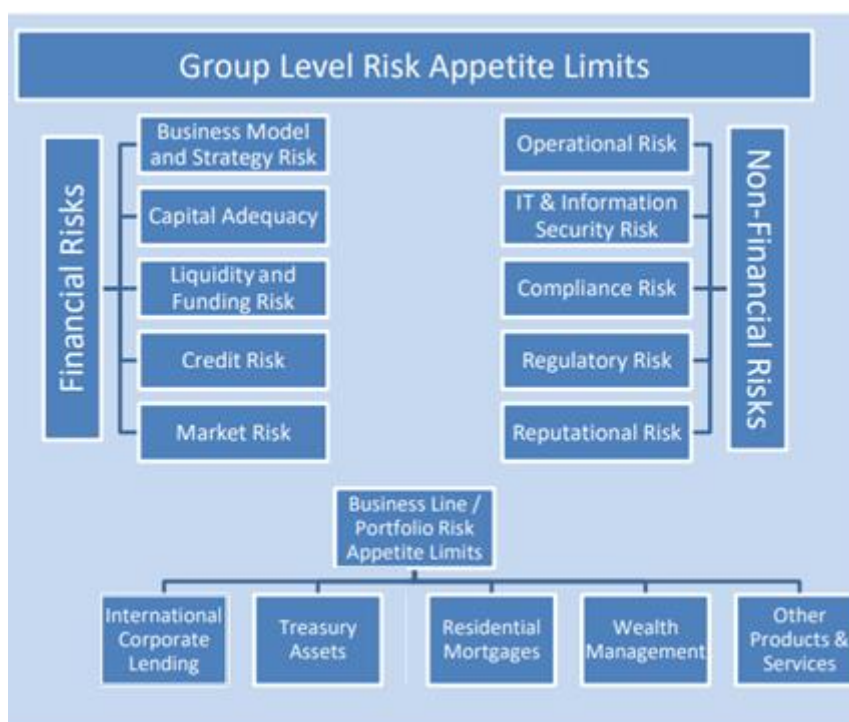 Group Level Risk Appetite Limits
Financial Risks
Business Model
and Strategy Risk
Capital Adequacy
Liquidity and
Funding Risk
Credit Risk
Market Risk
Operational Risk
IT & Information
Security Risk
Compliance Risk
Regulatory Risk
Reputational Risk
Non-Financial Risks
Business Line /
Portfolio Risk
Appetite Limits
International
Corporate
Lending
Treasury
Assets
Residential
Mortgages
Wealth
Management
Other
Products &
Services